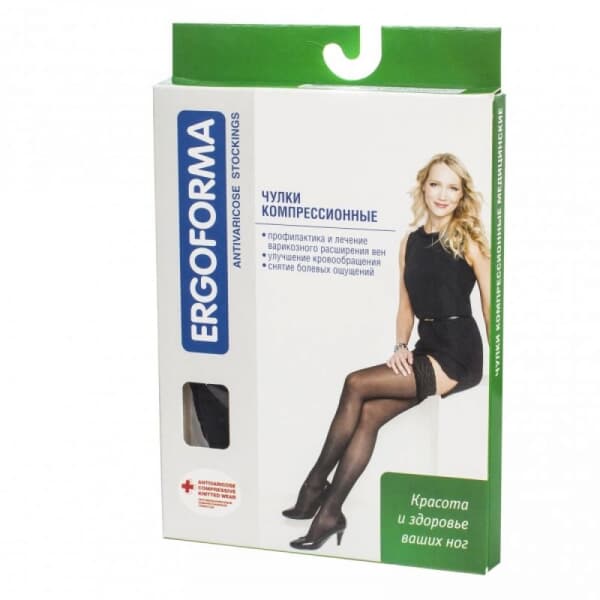 ERGOFORMA
ANTIVARICOSE STOCKINGS
ЧУЛКИ
КОМПРЕССИОННЫЕ
• профилактика и лечение
варикозного расширения вен
• улучшение кровообращения
• снятие болевых ощущений
ANTIVARICOSE
COMPRESSIVE
KNITTED WEAR
Красота
и здоровье
ваших ног
ЧУЛКИ КОМПРЕССИОННЫЕ МЕДИЦИНСКИЕ